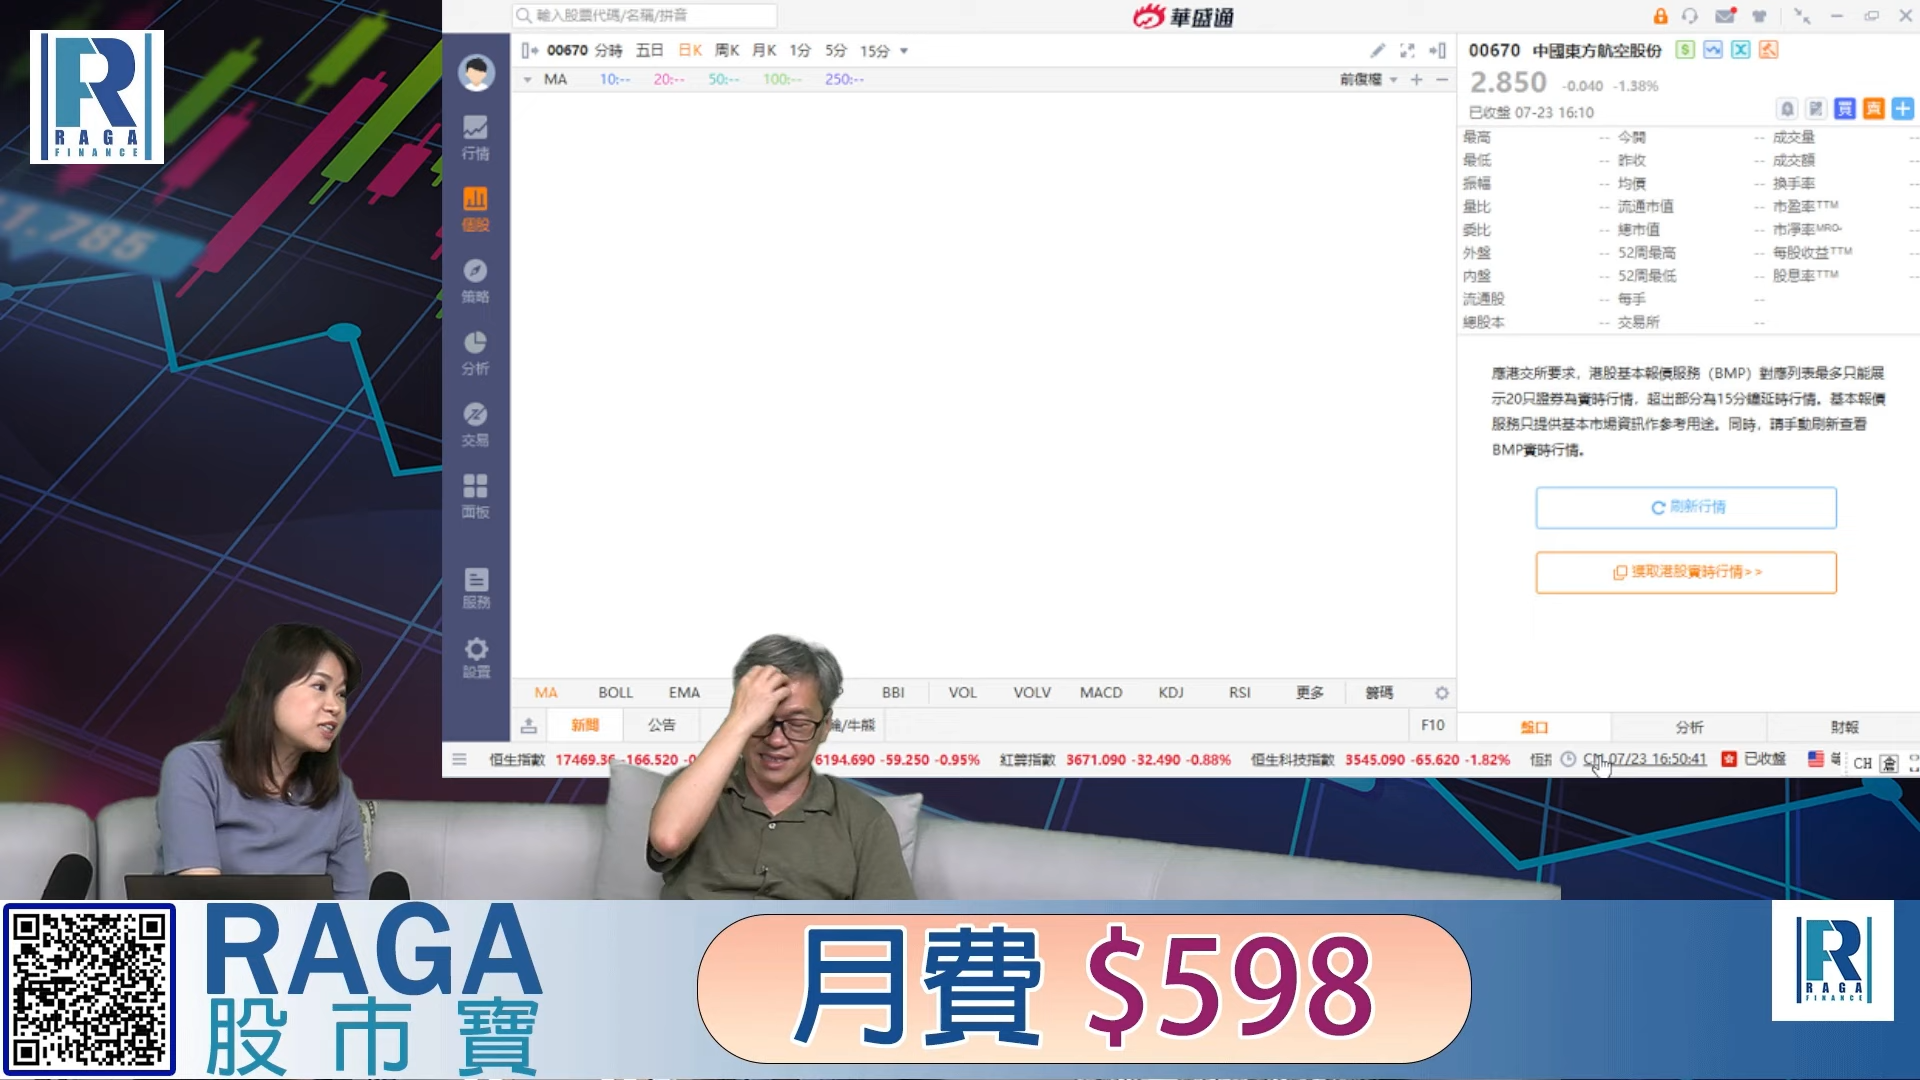 輸入股票代碼/名稱/拼音
華盛通
RAGA
FINANCE
1.785
00670 分時 五日 日K 周K 月K 1分 5分 15分
MA 10:-- 20:-- 50:-- 100:-- 250:--
前復權
行情
個股
策略
分析
交易
面板
服務
設置
00670 中國東方航空股份
2.850 -0.040 -1.38%
已收盤 07-23 16:10
買 賣
最高 -- 今開 -- 成交量 --
最低 -- 昨收 -- 成交額 --
振幅 -- 均價 -- 換手率 --
量比 -- 流通市值 -- 市盈率TTM --
委比 -- 總市值 -- 市凈率MRQ --
外盤 -- 52周最高 -- 每股收益TTM --
内盤 -- 52周最低 -- 股息率TTM --
流通股 -- 每手 --
總股本 -- 交易所 --
應港交所要求，港股基本報價服務（BMP）對應列表最多只能展
示20只證券為實時行情，超出部分為15分鐘延時行情。基本報價
服務只提供基本市場資訊作參考用途。同時，請手動刷新查看
BMP實時行情。
刷新行情
獲取港股實時行情>>
MA BOLL EMA BBI VOL VOLV MACD KDJ RSI 更多 籌碼
新聞 公告 輪/牛熊 F10
盤口 分析 財報
恒生指數 17469.36 -166.520 6194.690 -59.250 -0.95% 紅籌指數 3671.090 -32.490 -0.88% 恒生科技指數 3545.090 -65.620 -1.82% 07/23 16:50:41 已收盤
CH 倉
RAGA
股市寶
月費 $598
RAGA
FINANCE